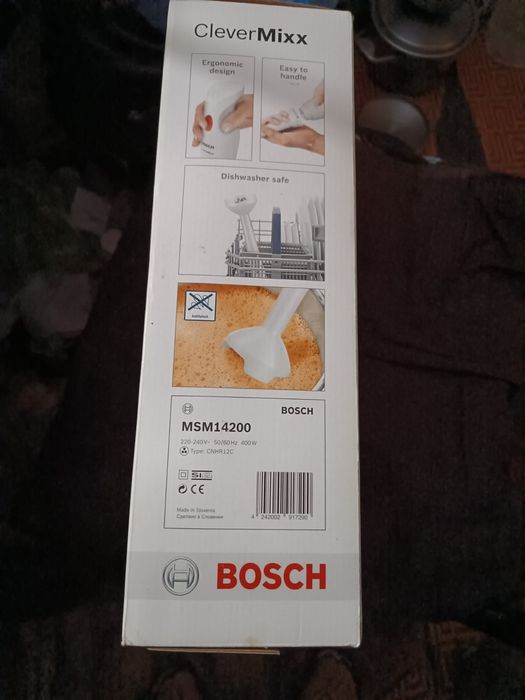 CleverMixx
Ergonomic
design
Easy to
handle
BOSCH
Dishwasher safe
BOSCH
MSM14200
220-240V~ 50/60Hz 400W
Type: CNHR12C
Made in Slovenia
Сделано в Словении
4 242002 917290
BOSCH